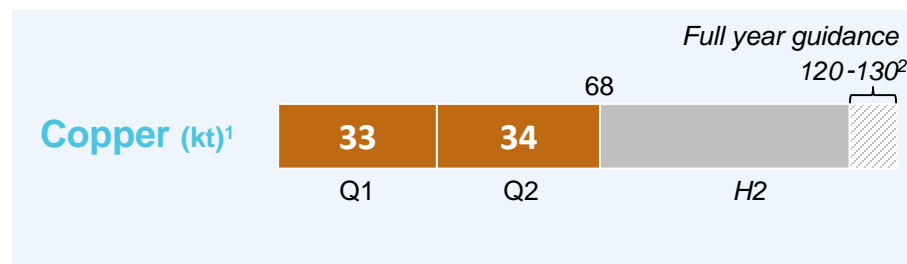 Full year guidance
120-130²
68
Copper (kt)¹
33
34
Q1
Q2
H2